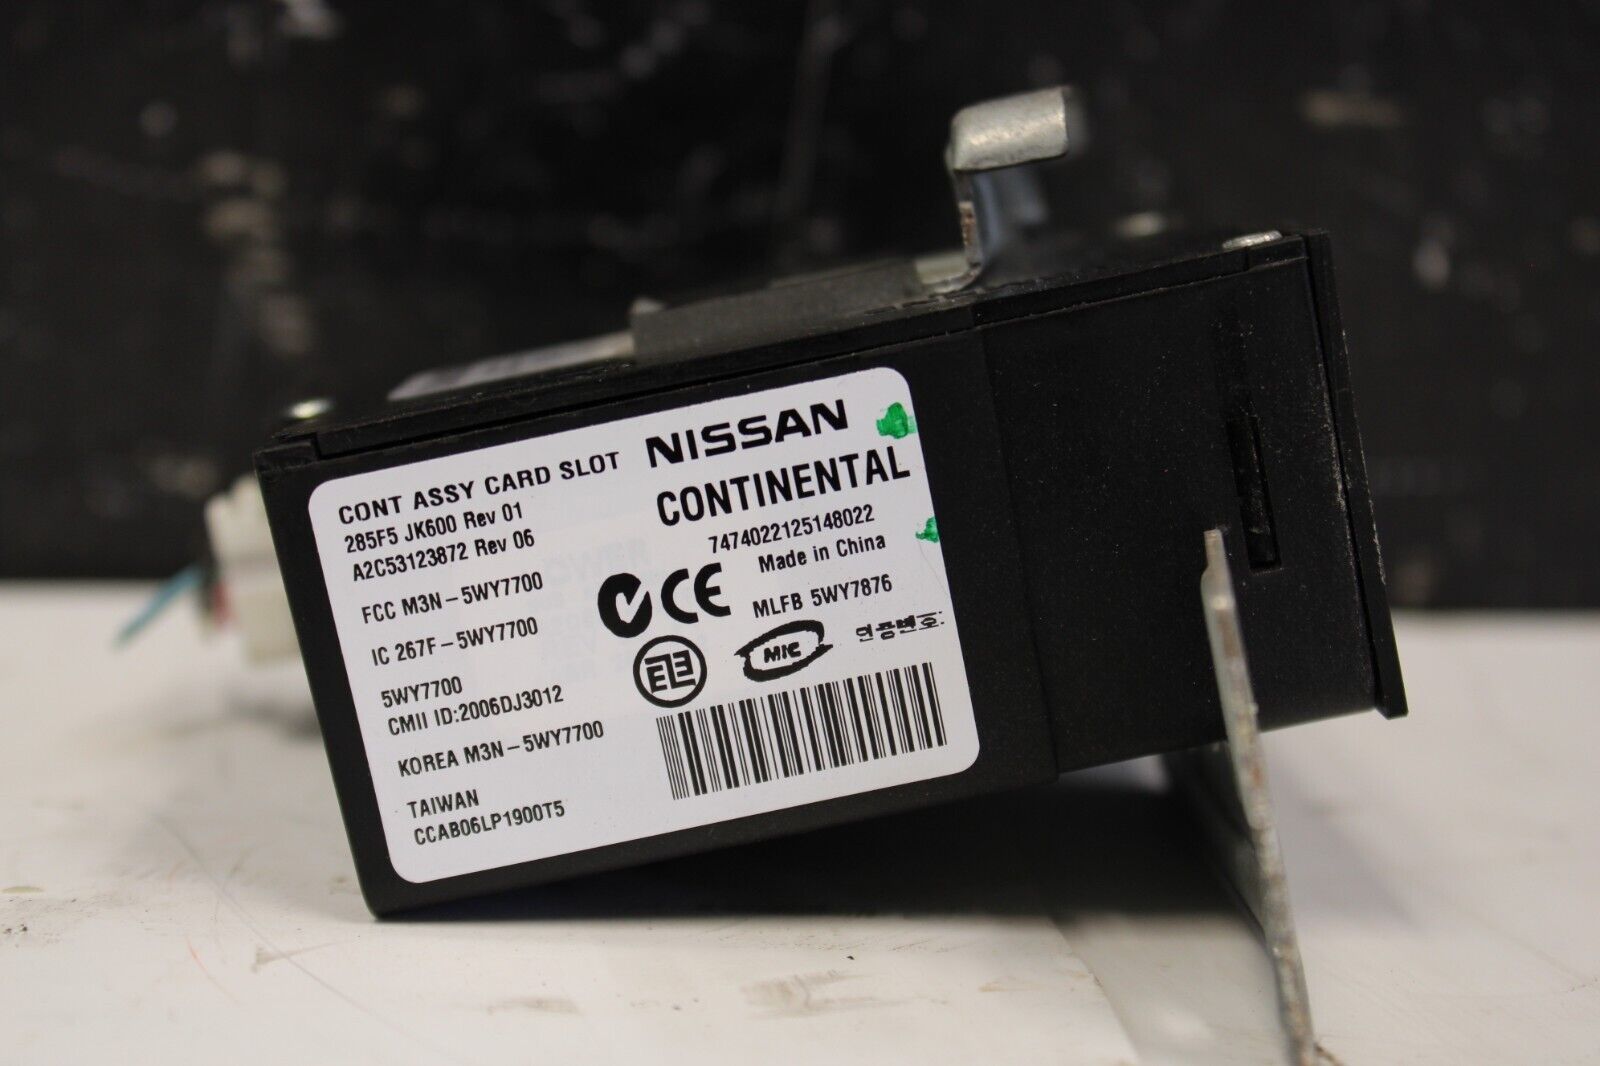 CONT ASSY CARD SLOT NISSAN
285F5 JK600 Rev 01
A2C53123872 Rev 06
CONTINENTAL
7474022125148022
Made in China
FCC M3N-5WY7700
MLFB 5WY7876
IC 267F-5WY7700
CE
MIC
인증번호:
5WY7700
CMII ID:2006DJ3012
KOREA M3N-5WY7700
TAIWAN
CCAB06LP1900T5